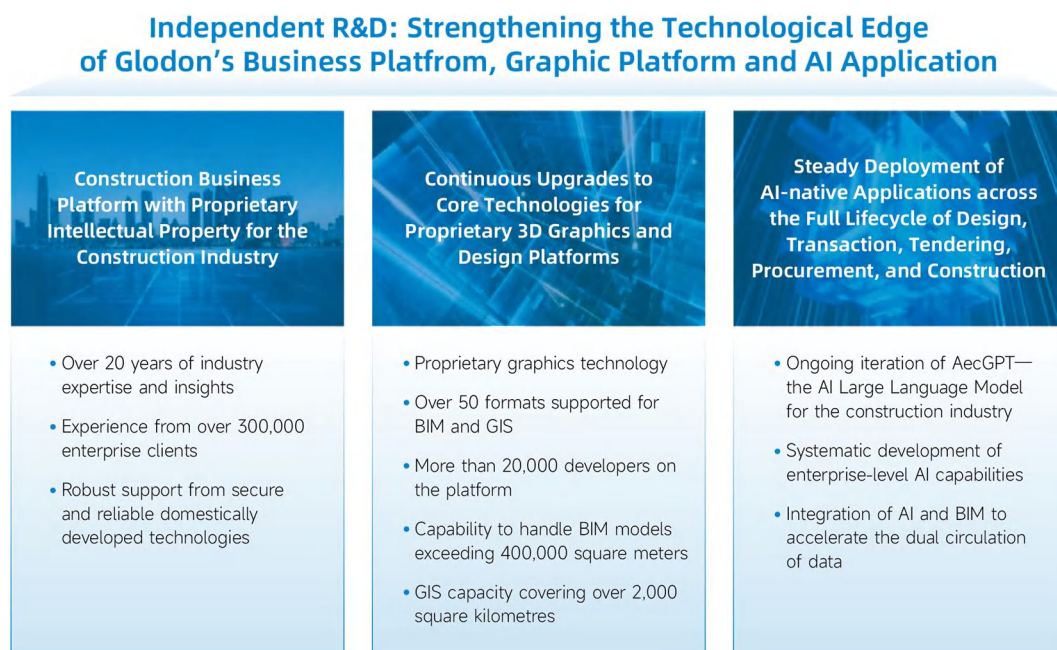 Independent R&D: Strengthening the Technological Edge
of Glodon's Business Platfrom, Graphic Platform and AI Application
Construction Business
Platform with Proprietary
Intellectual Property for the
Construction Industry
• Over 20 years of industry
expertise and insights
• Experience from over 300,000
enterprise clients
• Robust support from secure
and reliable domestically
developed technologies
Continuous Upgrades to
Core Technologies for
Proprietary 3D Graphics and
Design Platforms
• Proprietary graphics technology
• Over 50 formats supported for
BIM and GIS
• More than 20,000 developers on
the platform
• Capability to handle BIM models
exceeding 400,000 square meters
• GIS capacity covering over 2,000
square kilometres
Steady Deployment of
AI-native Applications across
the Full Lifecycle of Design,
Transaction, Tendering,
Procurement, and Construction
• Ongoing iteration of AecGPT—
the AI Large Language Model
for the construction industry
• Systematic development of
enterprise-level AI capabilities
• Integration of AI and BIM to
accelerate the dual circulation
of data